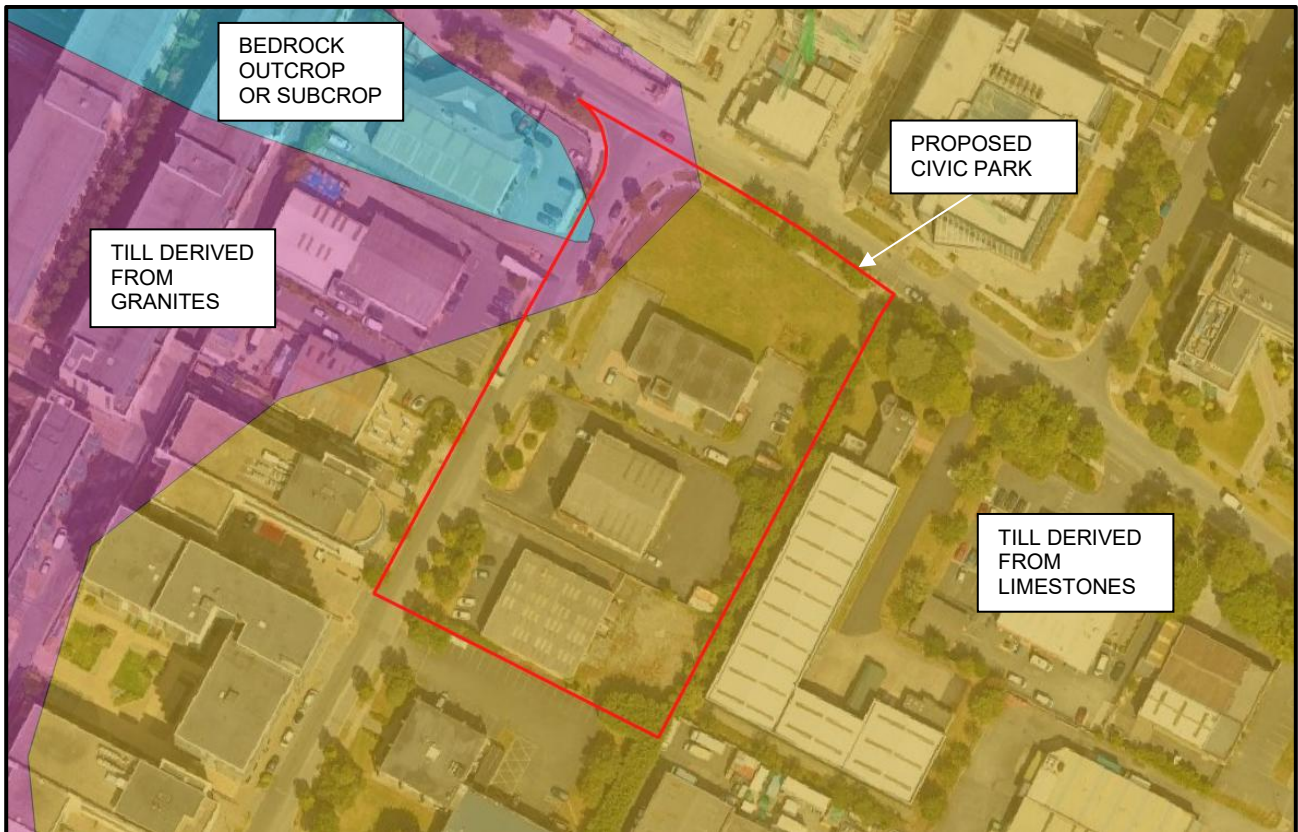 BEDROCK
OUTCROP
OR SUBCROP
PROPOSED
CIVIC PARK
TILL DERIVED
FROM
GRANITES
TILL DERIVED
FROM
LIMESTONES